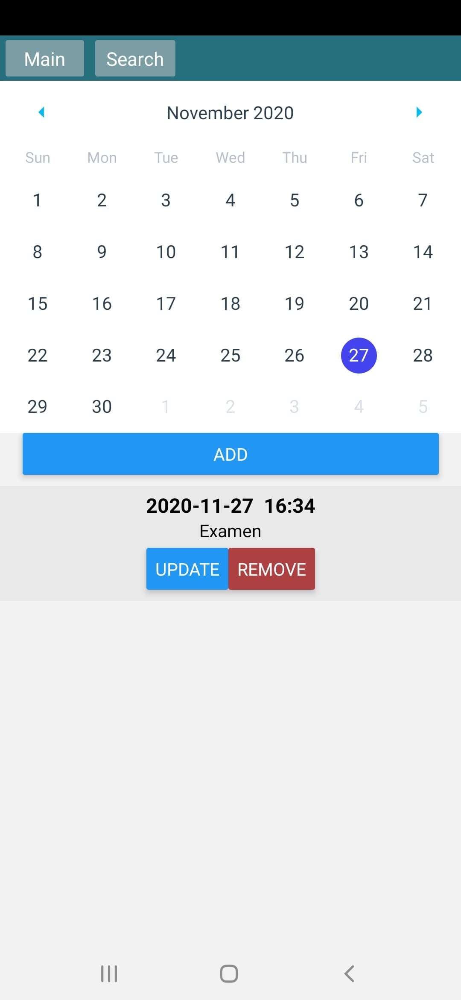 Main Search
November 2020
Sun Mon Tue Wed Thu Fri Sat
1 2 3 4 5 6 7
8 9 10 11 12 13 14
15 16 17 18 19 20 21
22 23 24 25 26 27 28
29 30 1 2 3 4 5
ADD
2020-11-27 16:34
Examen
UPDATE REMOVE